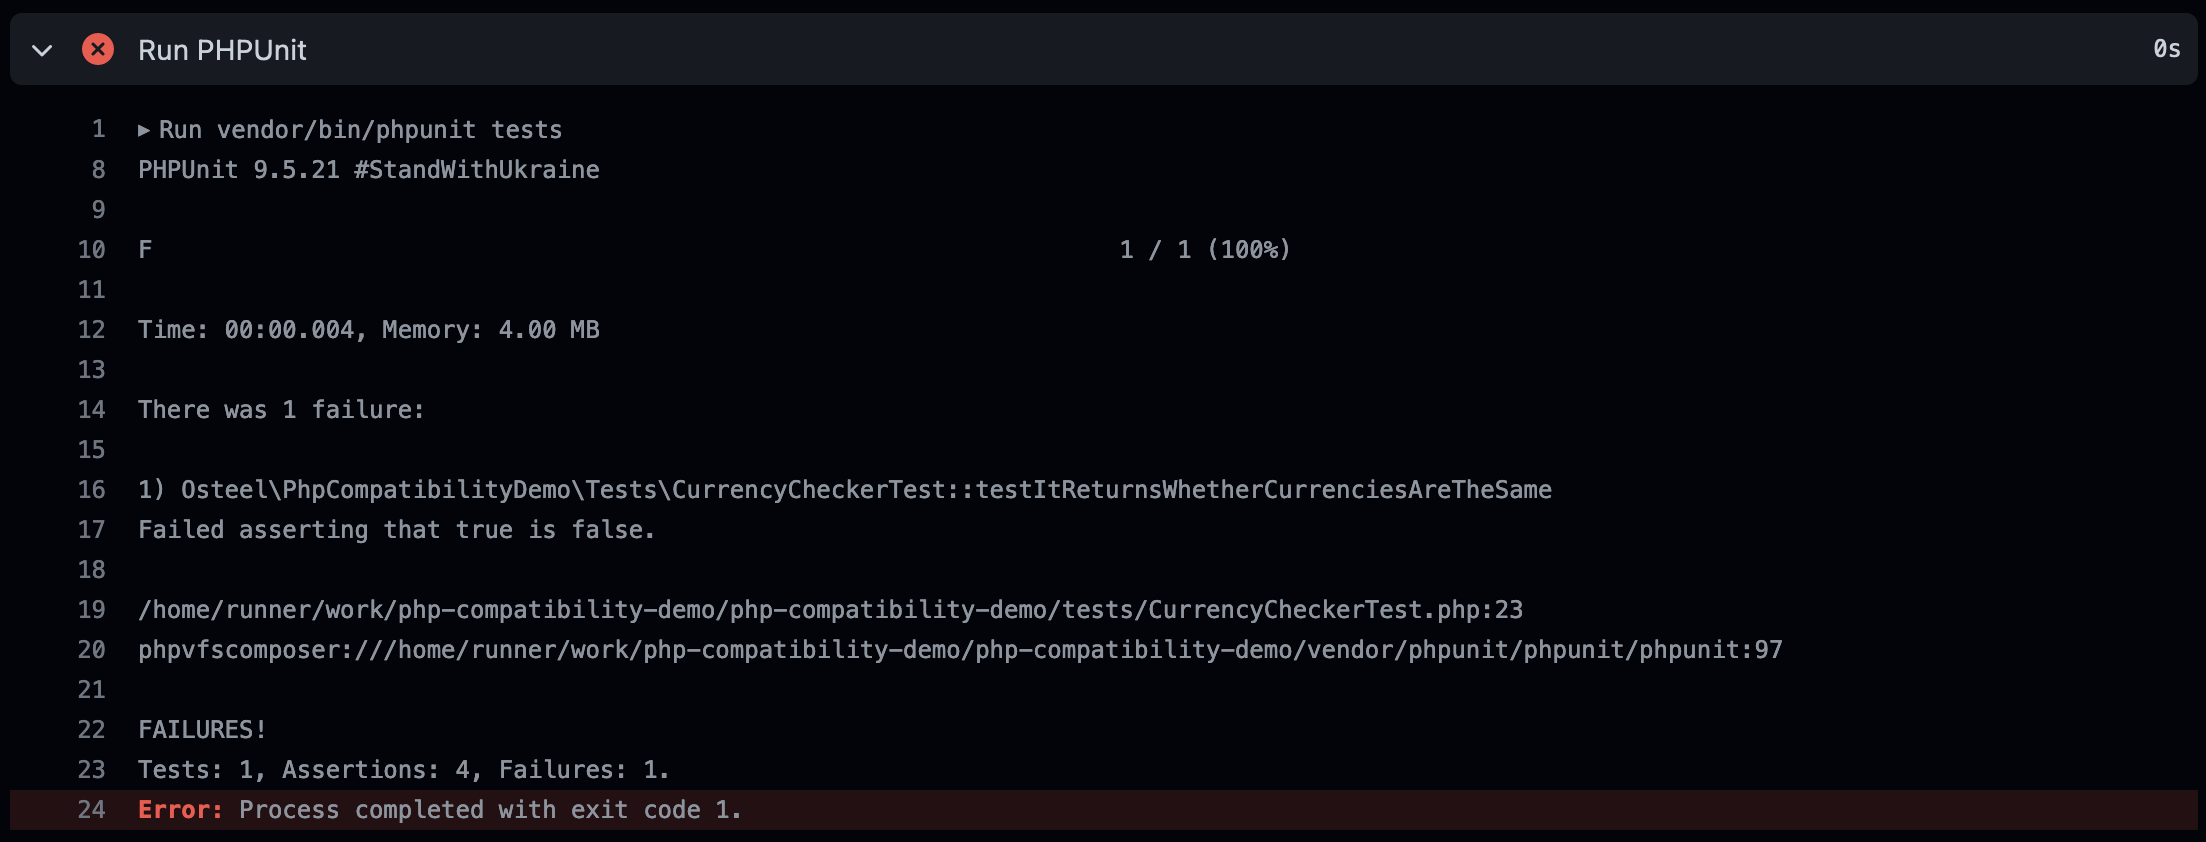 Run PHPUnit 0s
1 Run vendor/bin/phpunit tests
8 PHPUnit 9.5.21 #StandWithUkraine
9
10 F 1 / 1 (100%)
11
12 Time: 00:00.004, Memory: 4.00 MB
13
14 There was 1 failure:
15
16 1) Osteel\PhpCompatibilityDemo\Tests\CurrencyCheckerTest::testItReturnsWhetherCurrenciesAreTheSame
17 Failed asserting that true is false.
18
19 /home/runner/work/php-compatibility-demo/php-compatibility-demo/tests/CurrencyCheckerTest.php:23
20 phpvfscomposer:///home/runner/work/php-compatibility-demo/php-compatibility-demo/vendor/phpunit/phpunit/phpunit:97
21
22 FAILURES!
23 Tests: 1, Assertions: 4, Failures: 1.
24 Error: Process completed with exit code 1.